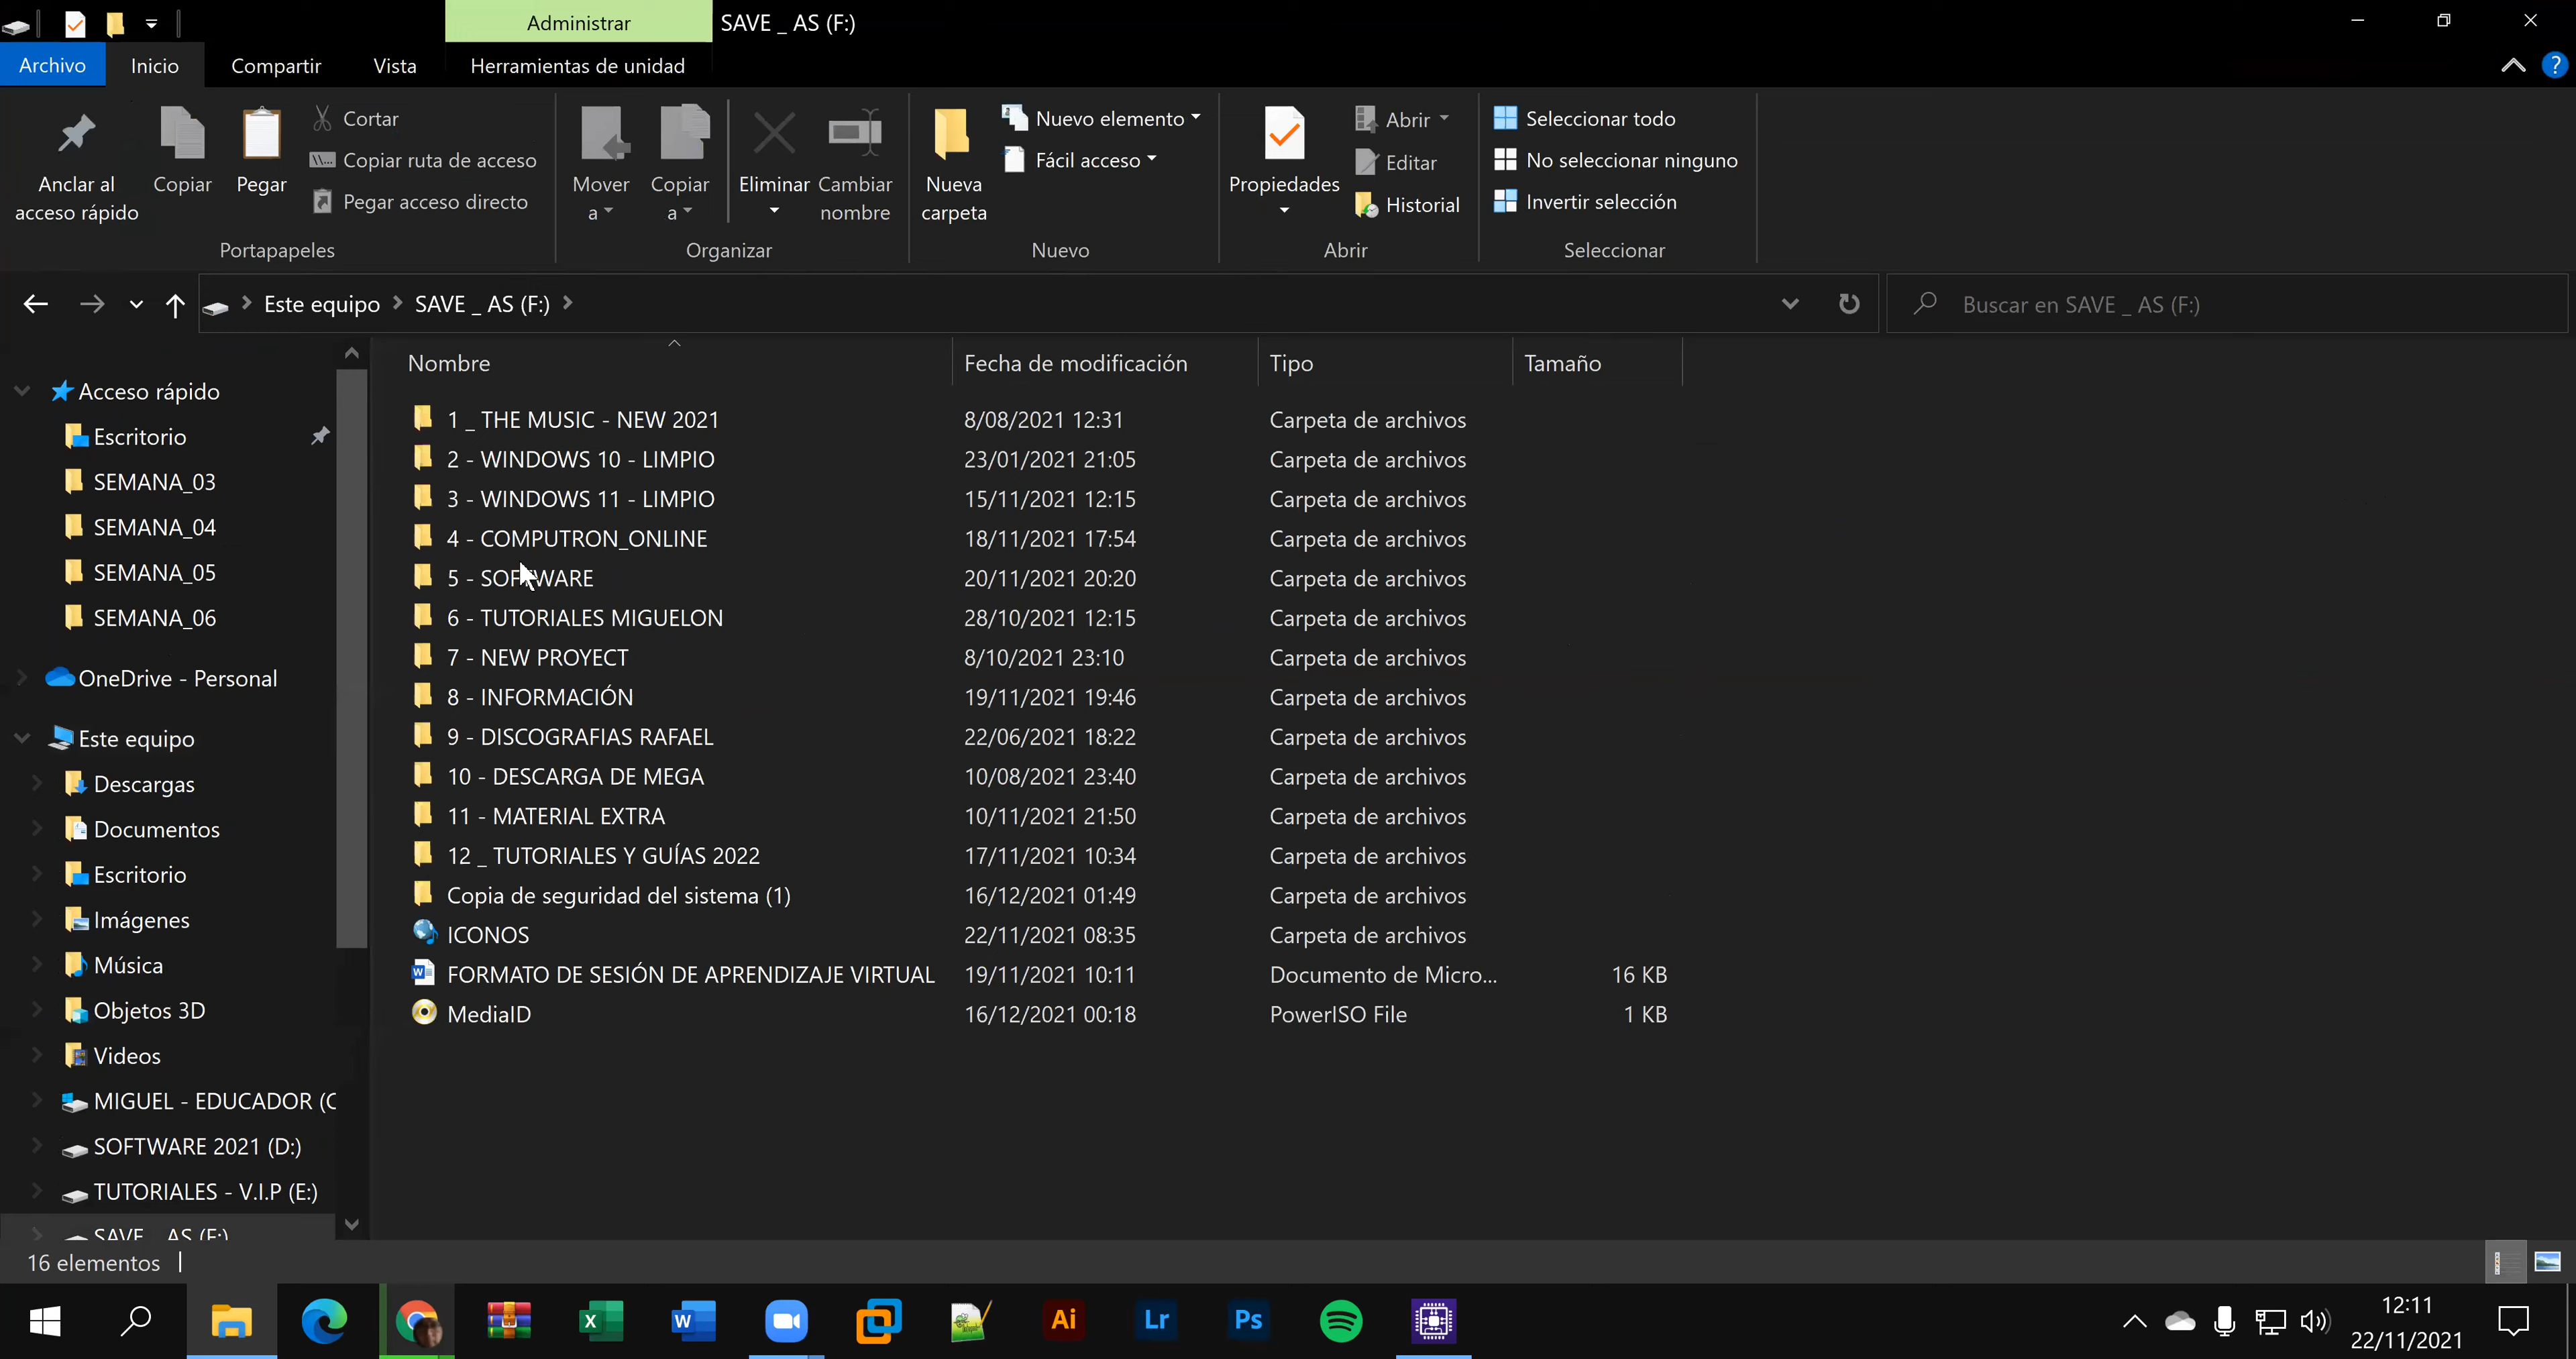 Administrar
SAVE _ AS (F:)
Archivo
Inicio
Compartir
Vista
Herramientas de unidad
?
Anclar al
acceso rápido
Copiar
Pegar
Cortar
Copiar ruta de acceso
Pegar acceso directo
Portapapeles
Mover
a
Copiar
a
Eliminar
Cambiar
nombre
Organizar
Nueva
carpeta
Nuevo elemento
Fácil acceso
Nuevo
Propiedades
Abrir
Editar
Historial
Abrir
Seleccionar todo
No seleccionar ninguno
Invertir selección
Seleccionar
Este equipo > SAVE _ AS (F:) >
Buscar en SAVE _ AS (F:)
Acceso rápido
Escritorio
SEMANA_03
SEMANA_04
SEMANA_05
SEMANA_06
OneDrive - Personal
Este equipo
Descargas
Documentos
Escritorio
Imágenes
Música
Objetos 3D
Videos
MIGUEL - EDUCADOR (C
SOFTWARE 2021 (D:)
TUTORIALES - V.I.P (E:)
SAVE _ AS (F:)
Nombre Fecha de modificación Tipo Tamaño
1 _ THE MUSIC - NEW 2021 8/08/2021 12:31 Carpeta de archivos
2 - WINDOWS 10 - LIMPIO 23/01/2021 21:05 Carpeta de archivos
3 - WINDOWS 11 - LIMPIO 15/11/2021 12:15 Carpeta de archivos
4 - COMPUTRON_ONLINE 18/11/2021 17:54 Carpeta de archivos
5 - SOFTWARE 20/11/2021 20:20 Carpeta de archivos
6 - TUTORIALES MIGUELON 28/10/2021 12:15 Carpeta de archivos
7 - NEW PROYECT 8/10/2021 23:10 Carpeta de archivos
8 - INFORMACIÓN 19/11/2021 19:46 Carpeta de archivos
9 - DISCOGRAFIAS RAFAEL 22/06/2021 18:22 Carpeta de archivos
10 - DESCARGA DE MEGA 10/08/2021 23:40 Carpeta de archivos
11 - MATERIAL EXTRA 10/11/2021 21:50 Carpeta de archivos
12 _ TUTORIALES Y GUÍAS 2022 17/11/2021 10:34 Carpeta de archivos
Copia de seguridad del sistema (1) 16/12/2021 01:49 Carpeta de archivos
ICONOS 22/11/2021 08:35 Carpeta de archivos
FORMATO DE SESIÓN DE APRENDIZAJE VIRTUAL 19/11/2021 10:11 Documento de Micro... 16 KB
MediaID 16/12/2021 00:18 PowerISO File 1 KB
16 elementos
Ai
Lr
Ps
12:11
22/11/2021